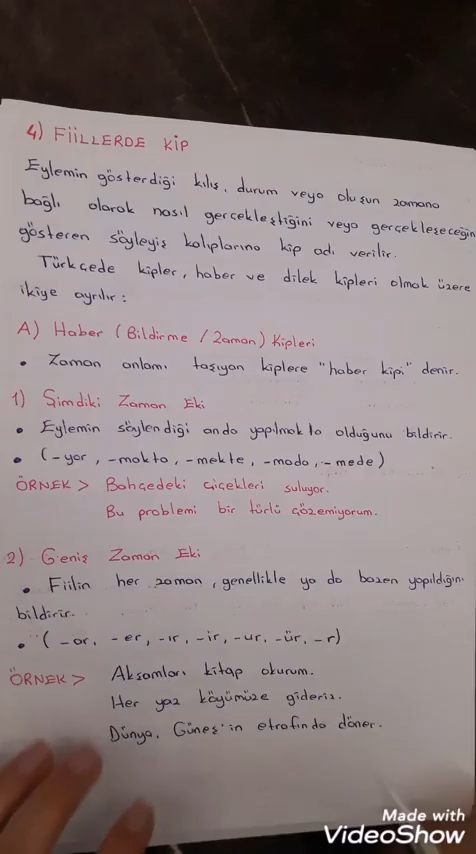 4) FİİLLERDE KİP
Eylemin gösterdiği kılış, durum veya oluşun zamana
bağlı olarak nasıl gerçekleştiğini veya gerçekleşeceğin
gösteren söyleyiş kalıplarına kip adı verilir.
Türkçede kipler, haber ve dilek kipleri olmak üzere
ikiye ayrılır:
A) Haber (Bildirme / Zaman) Kipleri
• Zaman anlamı taşıyan kiplere "haber kipi" denir.
1) Şimdiki Zaman Eki
• Eylemin söylendiği anda yapılmakta olduğunu bildirir.
• (-yor, -makta, -mekte, -mada, -mede)
ÖRNEK > Bahçedeki çiçekleri suluyor.
Bu problemi bir türlü çözemiyorum.
2) Geniş Zaman Eki
• Fiilin her zaman, genellikle ya da bazen yapıldığını
bildirir.
• (-ar, -er, -ır, -ir, -ur, -ür, -r)
ÖRNEK > Akşamları kitap okurum.
Her yaz köyümüze gideriz.
Dünya, Güneş'in etrafında döner.
Made with
VideoShow